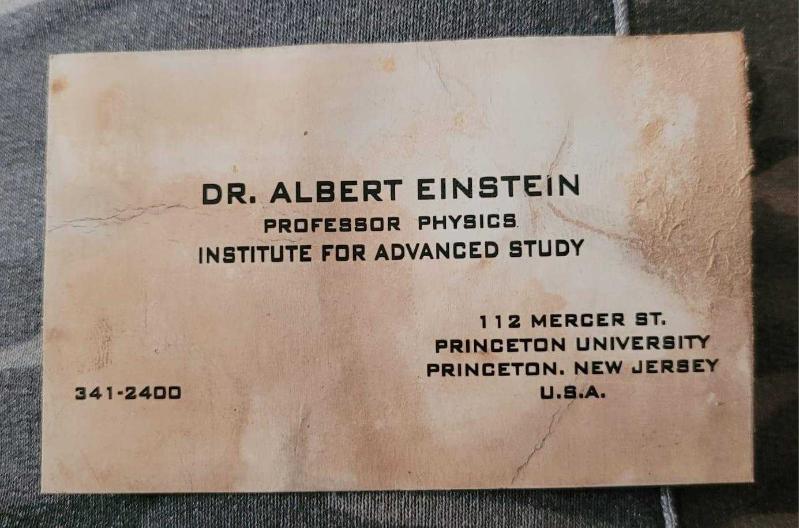 DR. ALBERT EINSTEIN
PROFESSOR PHYSICS
INSTITUTE FOR ADVANCED STUDY
112 MERCER ST.
PRINCETON UNIVERSITY
PRINCETON. NEW JERSEY
U.S.A.
341-2400